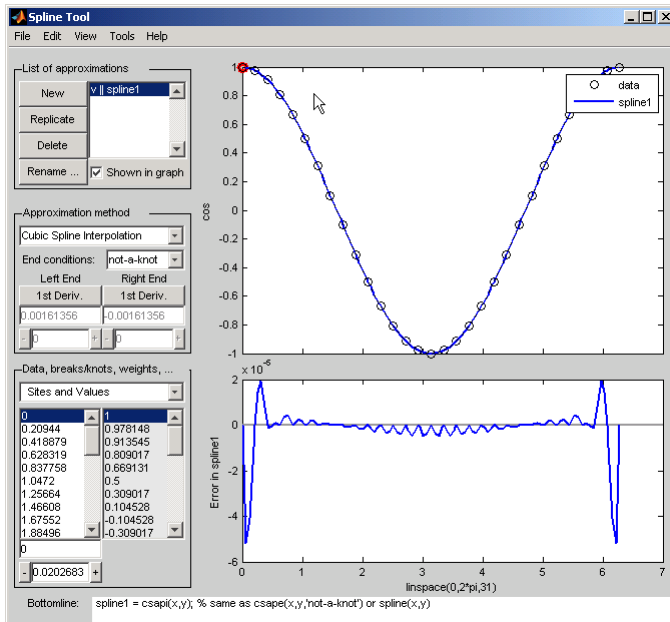 Spline Tool
File Edit View Tools Help
List of approximations
New
Replicate
Delete
Rename ...
v || spline1
Shown in graph
Approximation method
Cubic Spline Interpolation
End conditions: not-a-knot
Left End Right End
1st Deriv. 1st Deriv.
0.00161356 -0.00161356
- 0 + - 0 +
Data, breaks/knots, weights, ...
Sites and Values
0 1
0.20944 0.978148
0.418879 0.913545
0.628319 0.809017
0.837758 0.669131
1.0472 0.5
1.25664 0.309017
1.46608 0.104528
1.67552 -0.104528
1.88496 -0.309017
0
- 0.0202683 +
1
0.8
0.6
0.4
0.2
0
-0.2
-0.4
-0.6
-0.8
-1
cos
data
spline1
x 10-5
2
0
-2
-4
-6
Error in spline1
0 1 2 3 4 5 6 7
linspace(0,2*pi,31)
Bottomline: spline1 = csapi(x,y); % same as csape(x,y,'not-a-knot') or spline(x,y)